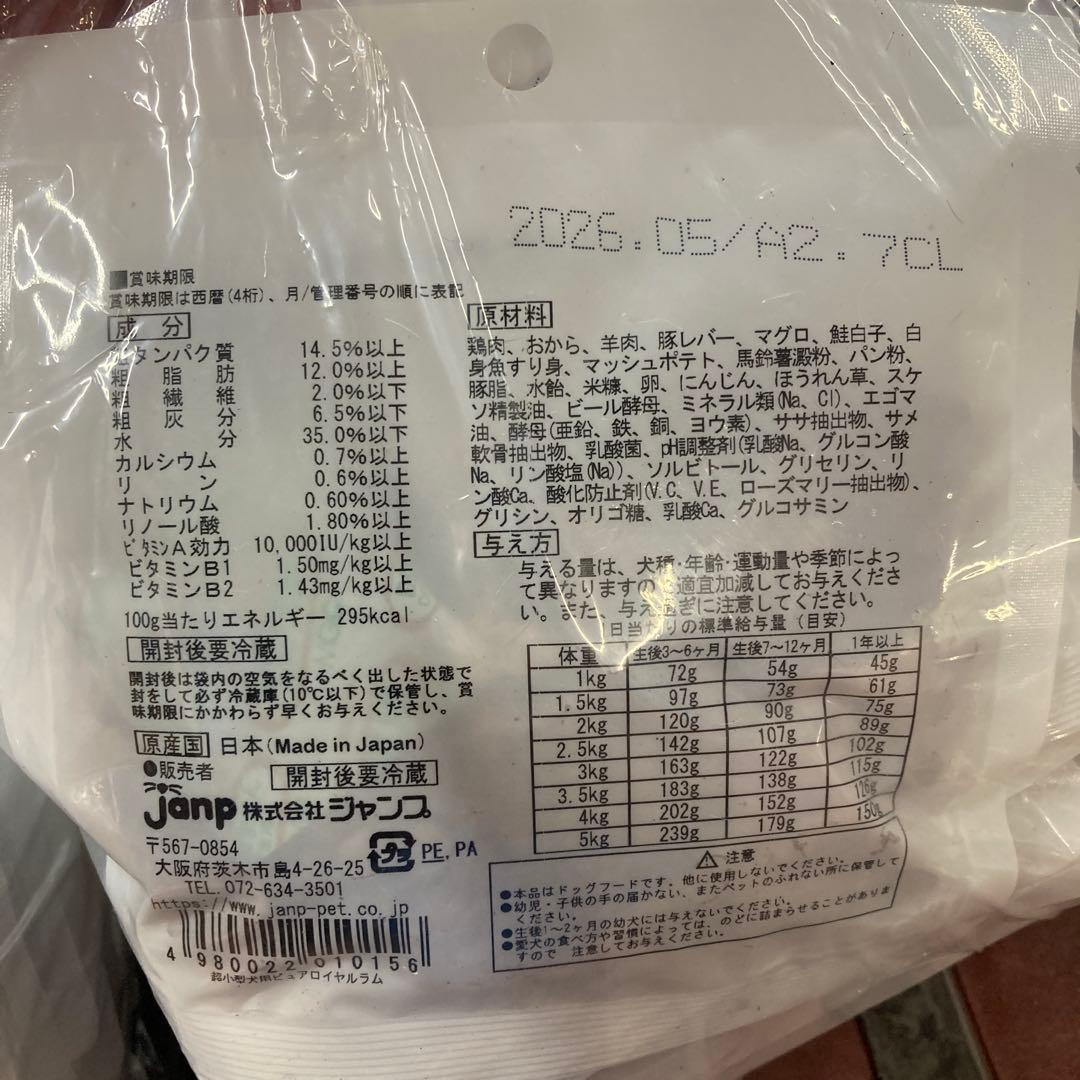 2026.05/A2.7CL
■賞味期限
賞味期限は西暦(4桁)、月/管理番号の順に表記
成分
粗タンパク質 14.5%以上
粗脂肪 12.0%以上
粗繊維 2.0%以下
粗灰分 6.5%以下
水分 35.0%以下
カルシウム 0.7%以上
リン 0.6%以上
ナトリウム 0.60%以上
リノール酸 1.80%以上
ビタミンA効力 10,000IU/kg以上
ビタミンB1 1.50mg/kg以上
ビタミンB2 1.43mg/kg以上
100g当たりエネルギー 295kcal
開封後要冷蔵
開封後は袋内の空気をなるべく出した状態で
封をして必ず冷蔵庫(10℃以下)で保管し、賞
味期限にかかわらず早くお与えください。
原産国 日本(Made in Japan)
●販売者 開封後要冷蔵
janp 株式会社ジャンプ
〒567-0854
大阪府茨木市島4-26-25 プラ PE,PA
TEL.072-634-3501
https://www.janp-pet.co.jp
4 980022 010156
超小型犬用ピュアロイヤルラム
原材料
鶏肉、おから、羊肉、豚レバー、マグロ、鮭白子、白
身魚すり身、マッシュポテト、馬鈴薯澱粉、パン粉、
豚脂、水飴、米糠、卵、にんじん、ほうれん草、スケ
ソ精製油、ビール酵母、ミネラル類(Na、Cl)、エゴマ
油、酵母(亜鉛、鉄、銅、ヨウ素)、ササ抽出物、サメ
軟骨抽出物、乳酸菌、pH調整剤(乳酸Na、グルコン酸
Na、リン酸塩(Na))、ソルビトール、グリセリン、リ
ン酸Ca、酸化防止剤(V.C、V.E、ローズマリー抽出物)、
グリシン、オリゴ糖、乳酸Ca、グルコサミン
与え方
与える量は、犬種・年齢・運動量や季節によっ
て異なりますの 適宜加減してお与えくださ
い。また、与え過ぎに注意してください。
1日当たりの標準給与量(目安)
体重 生後3〜6ヶ月 生後7〜12ヶ月 1年以上
1kg 72g 54g 45g
1.5kg 97g 73g 61g
2kg 120g 90g 75g
2.5kg 142g 107g 89g
3kg 163g 122g 102g
3.5kg 183g 138g 115g
4kg 202g 152g 126g
5kg 239g 179g 150g
⚠注意
●本品はドッグフードです。他に使用しないでください。
●幼児・子供の手の届かない、またペットのふれない所に保管して
ください。
●生後1〜2ヶ月の幼犬には与えないでください。
●愛犬の食べ方や習慣によっては、のどに詰まらせることがありま
すので 注意してお与えください。